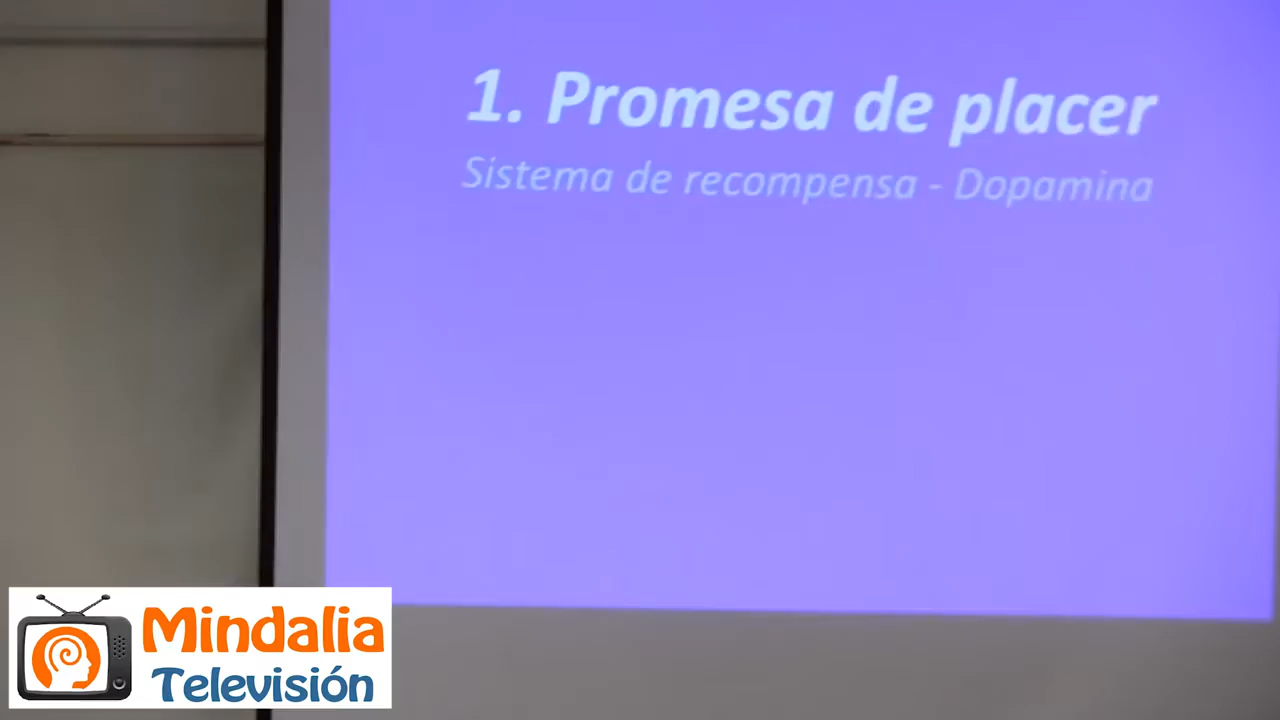 1. Promesa de placer
Sistema de recompensa - Dopamina
Mindalia
Televisión